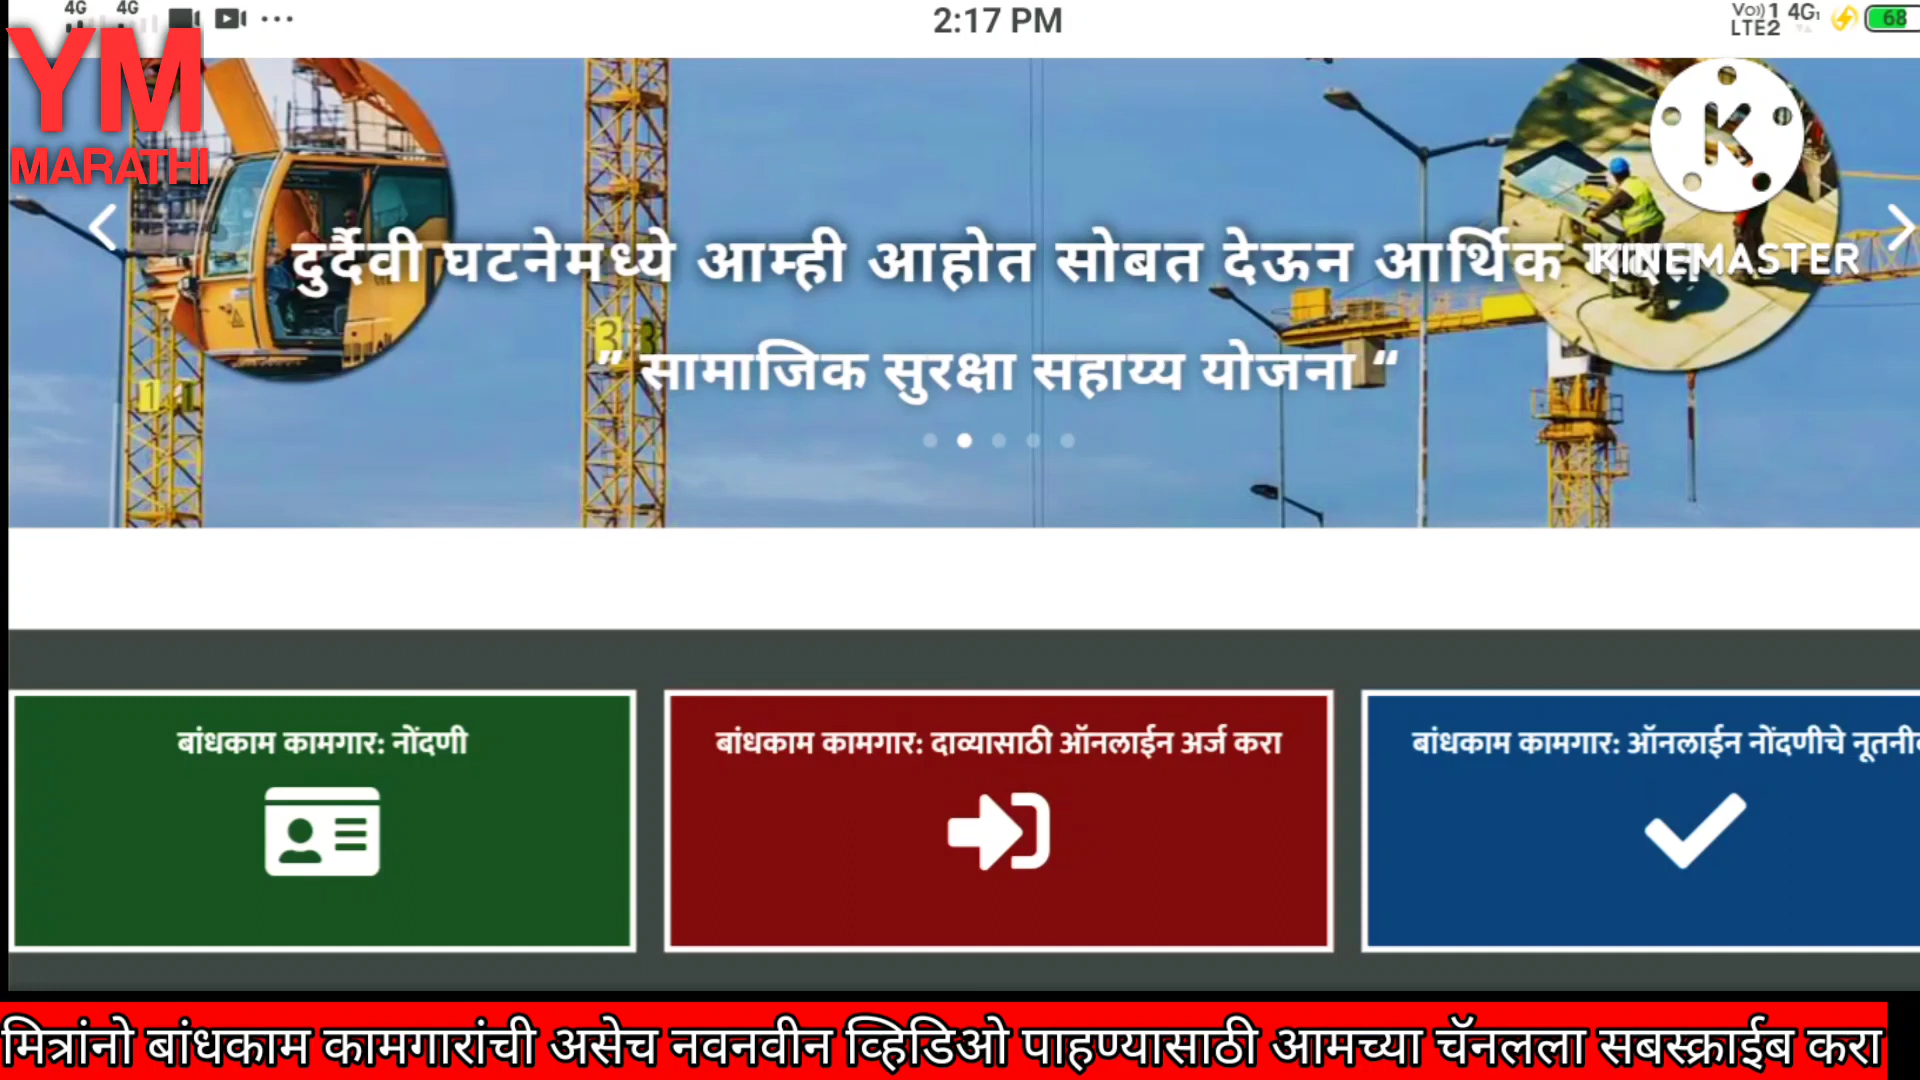 4G 4G
2:17 PM
Vo)) 1 4G
LTE2
68
YM
MARATHI
दुर्दैवी घटनेमध्ये आम्ही आहोत सोबत देऊन आर्थिक
KINEMASTER
" सामाजिक सुरक्षा सहाय्य योजना "
बांधकाम कामगार: नोंदणी
बांधकाम कामगार: दाव्यासाठी ऑनलाईन अर्ज करा
बांधकाम कामगार: ऑनलाईन नोंदणीचे
मित्रांनो बांधकाम कामगारांची असेच नवनवीन व्हिडिओ पाहण्यासाठी आमच्या चॅनलला सबस्क्राईब करा